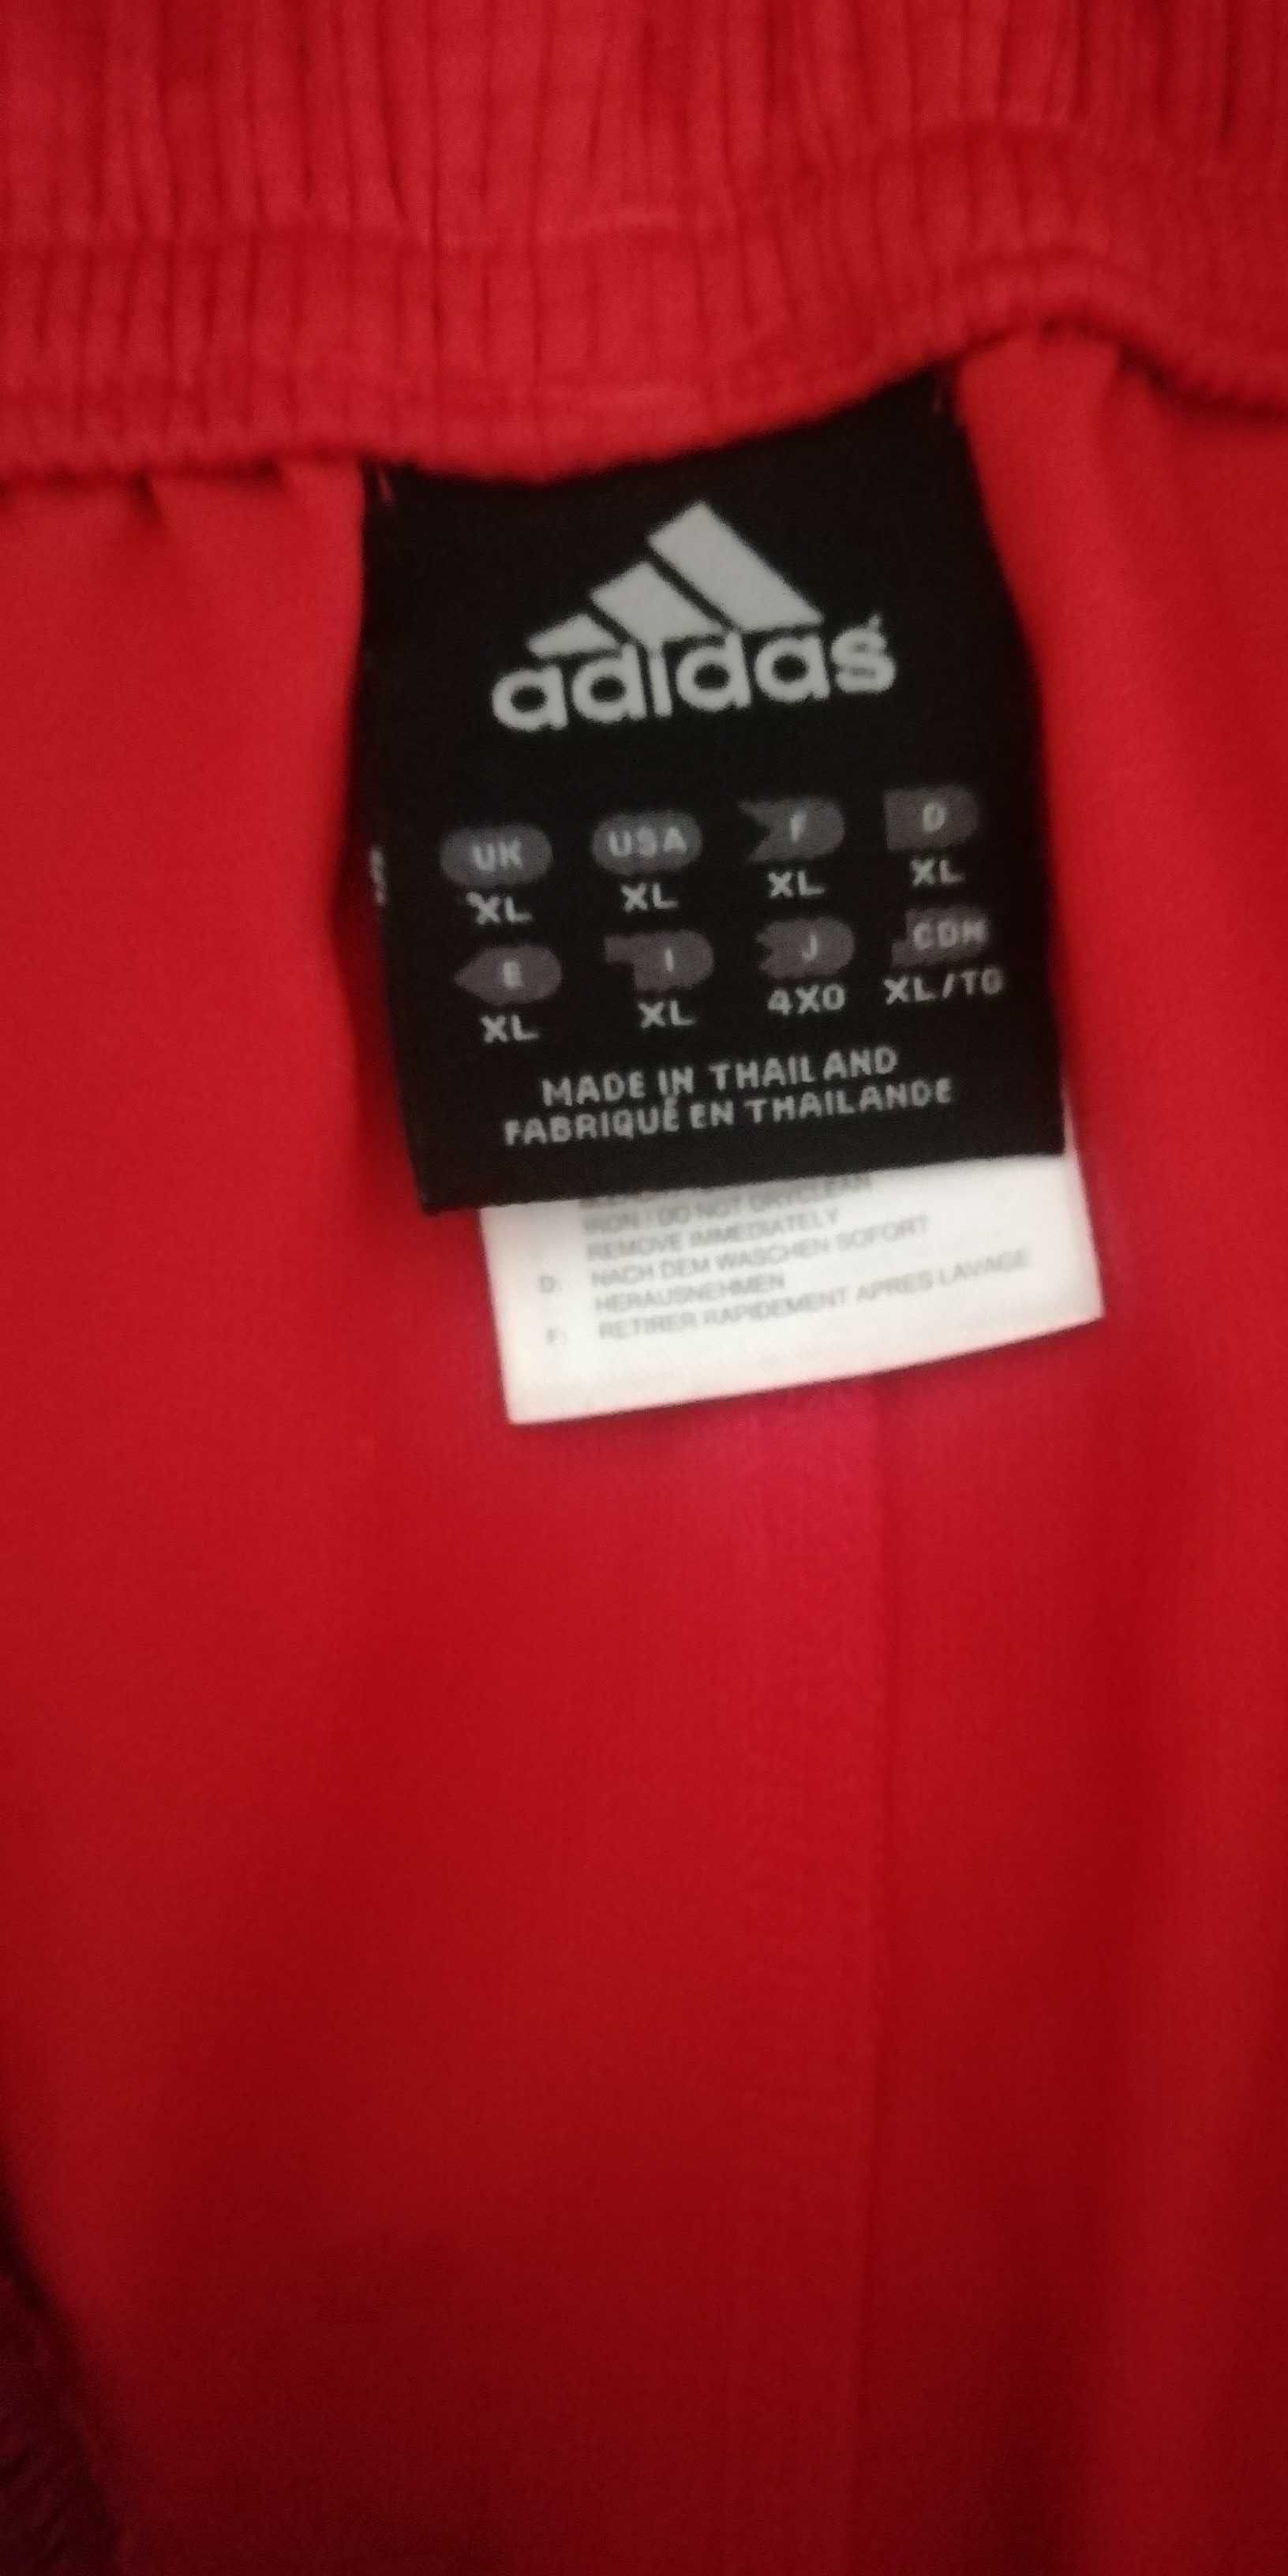 adidas
UK USA F D
XL XL XL XL
E I J CDN
XL XL 4XO XL/TG
MADE IN THAILAND
FABRIQUÉ EN THAILANDE
IRON / DO NOT DRYCLEAN
REMOVE IMMEDIATELY
D: NACH DEM WASCHEN SOFORT
HERAUSNEHMEN
F: RETIRER RAPIDEMENT APRES LAVAGE